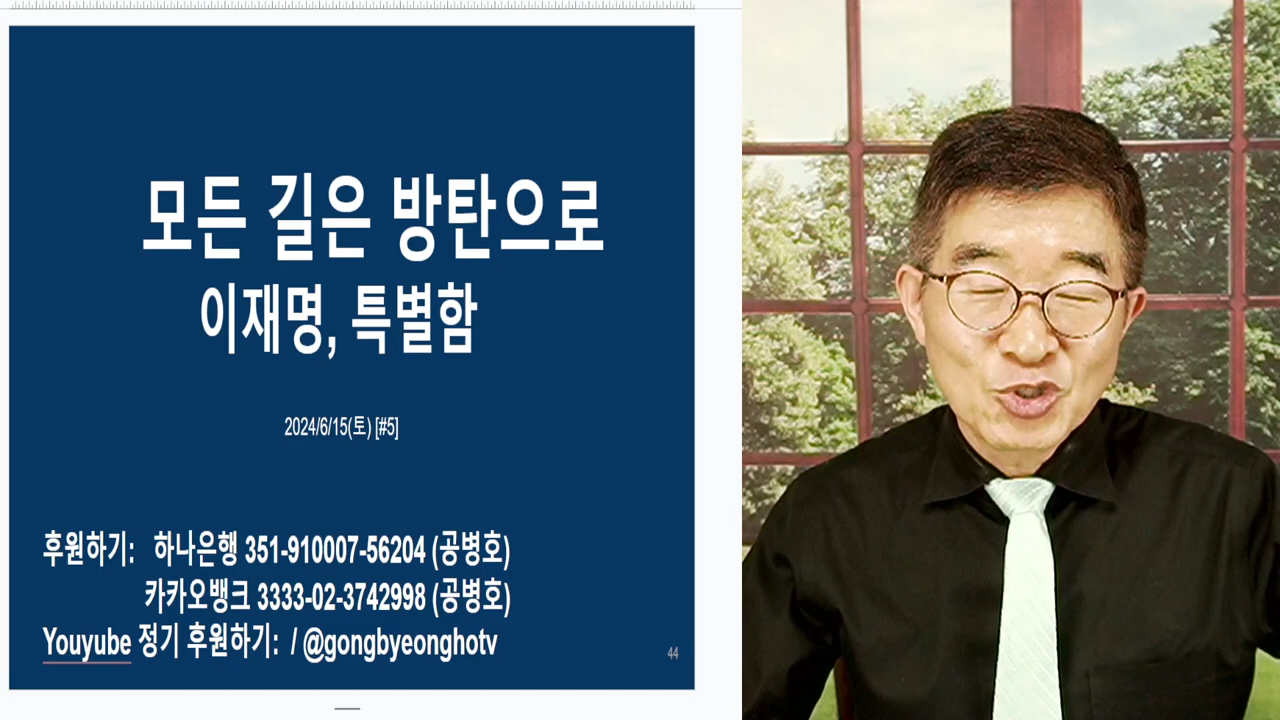 모든 길은 방탄으로
이재명, 특별함
2024/6/15(토) [#5]
후원하기: 하나은행 351-910007-56204 (공병호)
카카오뱅크 3333-02-3742998 (공병호)
Youyube 정기 후원하기: / @gongbyeonghotv
44